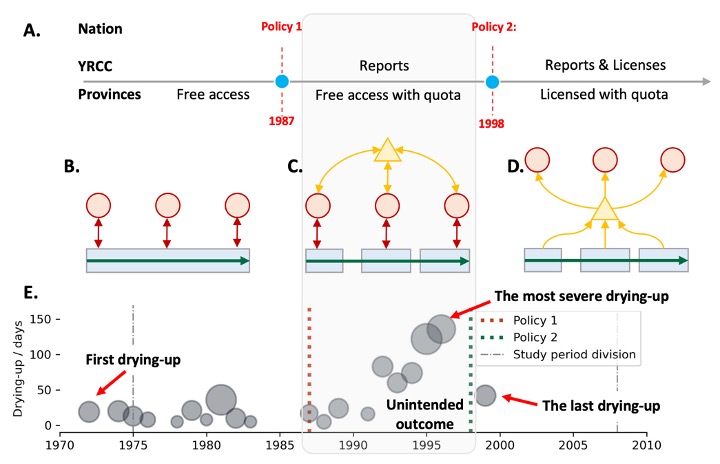 A.
Nation
Policy 1
Policy 2:
YRCC
Reports
Reports & Licenses
Provinces
Free access
Free access with quota
Licensed with quota
1987
1998
B.
C.
D.
E.
The most severe drying-up
150
Policy 1
Policy 2
Study period division
First drying-up
100
Drying-up / days
50
Unintended
outcome
The last drying-up
0
1970
1975
1980
1985
1990
1995
2000
2005
2010